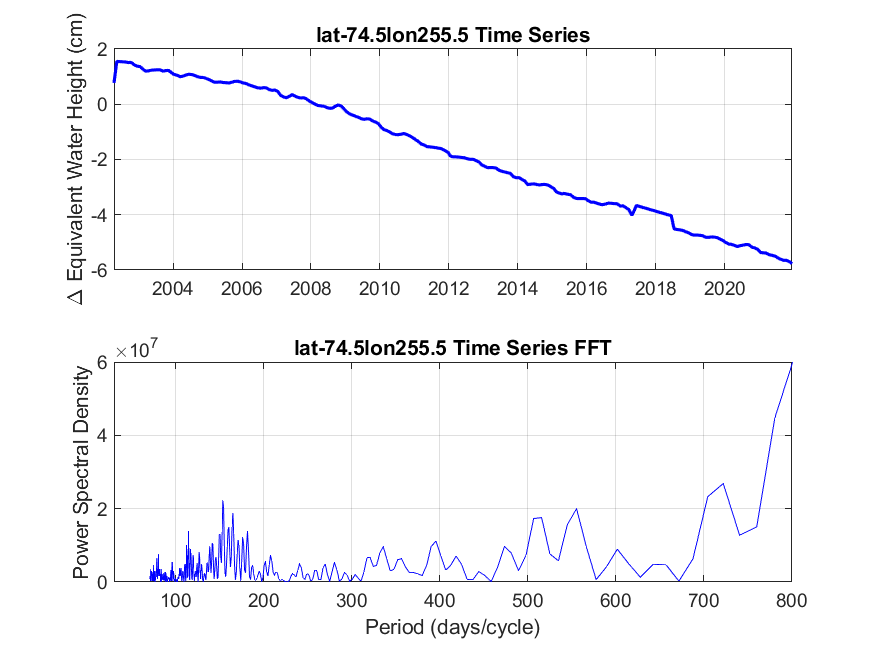 lat-74.5lon255.5 Time Series
Δ Equivalent Water Height (cm)
2
0
-2
-4
-6
2004 2006 2008 2010 2012 2014 2016 2018 2020
lat-74.5lon255.5 Time Series FFT
×10^7
Power Spectral Density
6
4
2
0
100 200 300 400 500 600 700 800
Period (days/cycle)